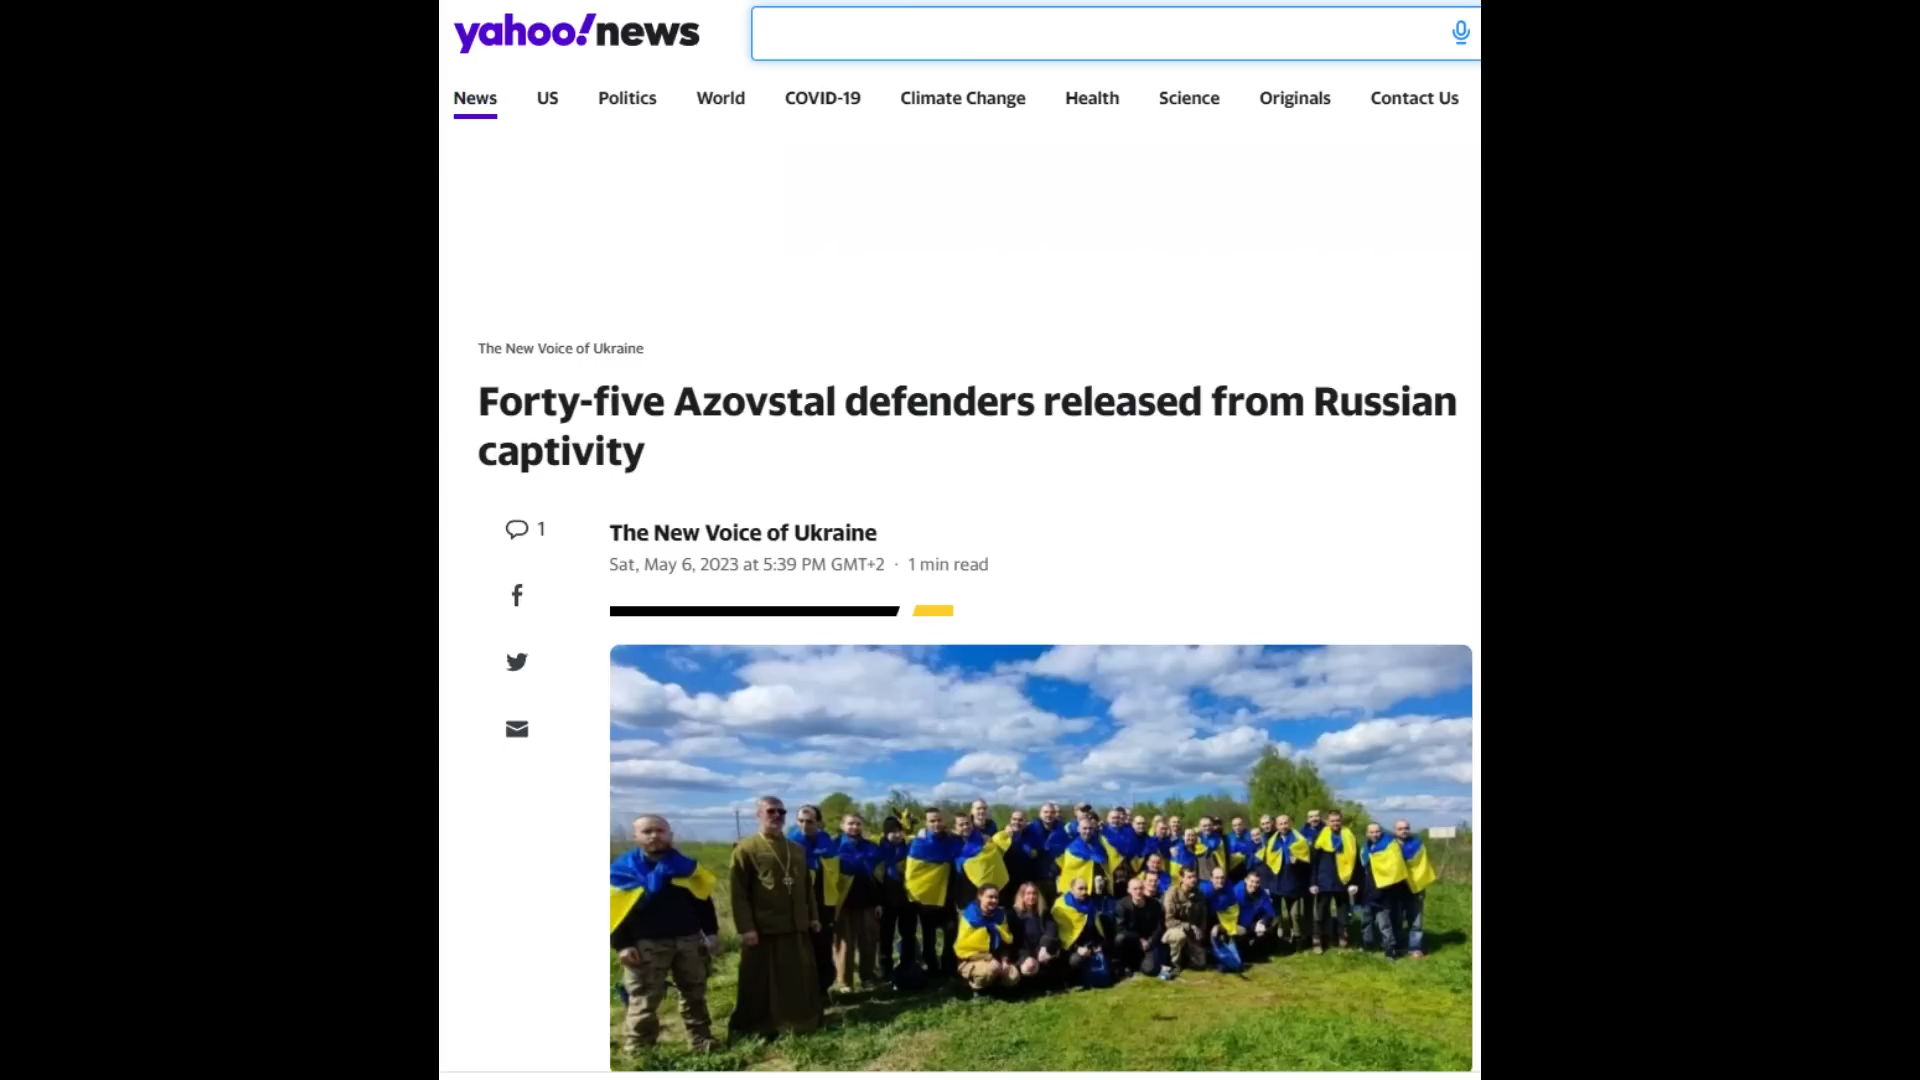 yahoo!news
News US Politics World COVID-19 Climate Change Health Science Originals Contact Us
The New Voice of Ukraine
Forty-five Azovstal defenders released from Russian
captivity
1
The New Voice of Ukraine
Sat, May 6, 2023 at 5:39 PM GMT+2 · 1 min read